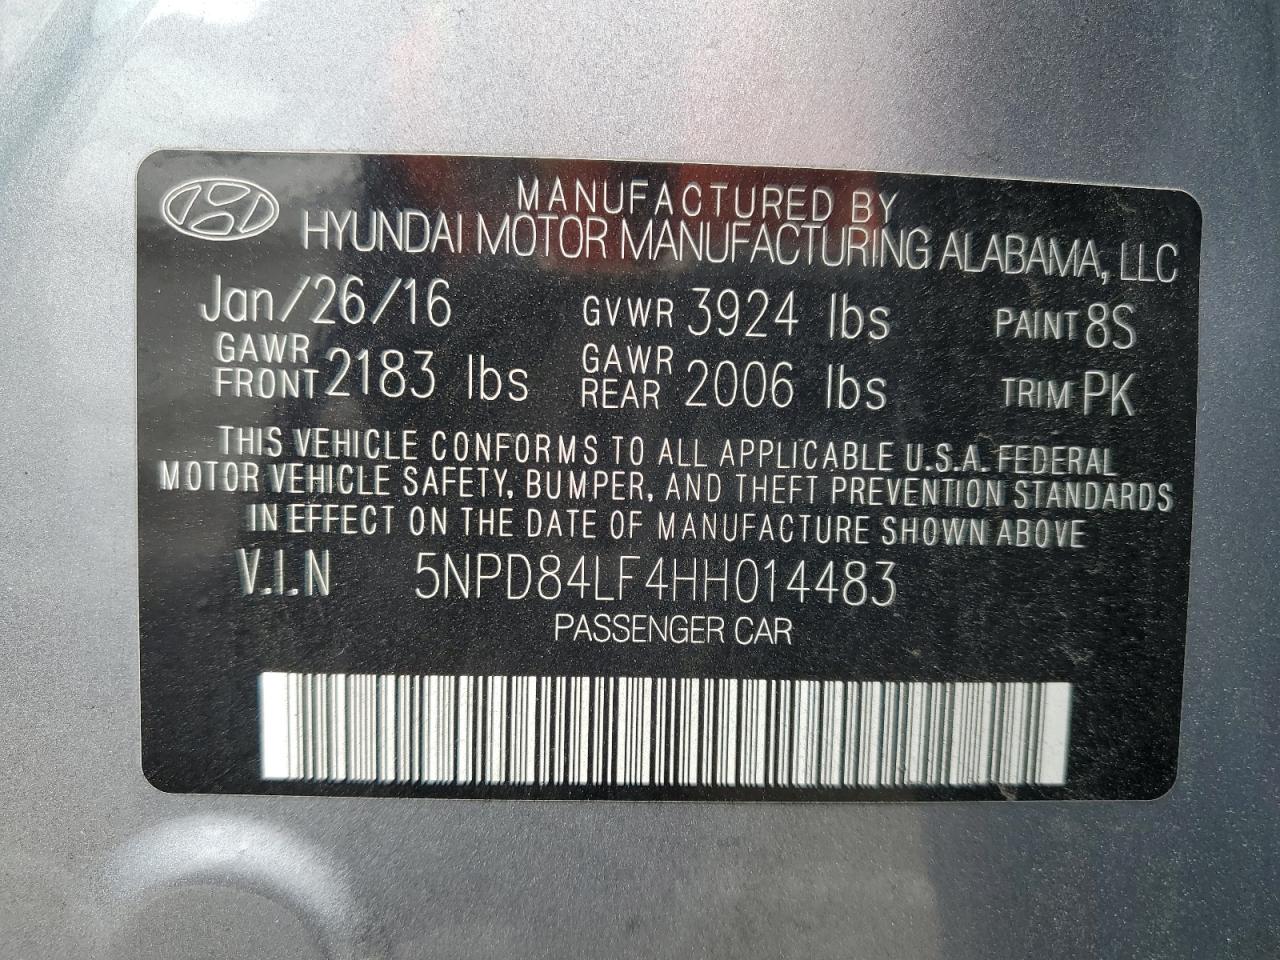 MANUFACTURED BY
HYUNDAI MOTOR MANUFACTURING ALABAMA, LLC
Jan/26/16 GVWR 3924 lbs PAINT 8S
GAWR FRONT 2183 lbs GAWR REAR 2006 lbs TRIM PK
THIS VEHICLE CONFORMS TO ALL APPLICABLE U.S.A. FEDERAL
MOTOR VEHICLE SAFETY, BUMPER, AND THEFT PREVENTION STANDARDS
IN EFFECT ON THE DATE OF MANUFACTURE SHOWN ABOVE
V.I.N 5NPD84LF4HH014483
PASSENGER CAR